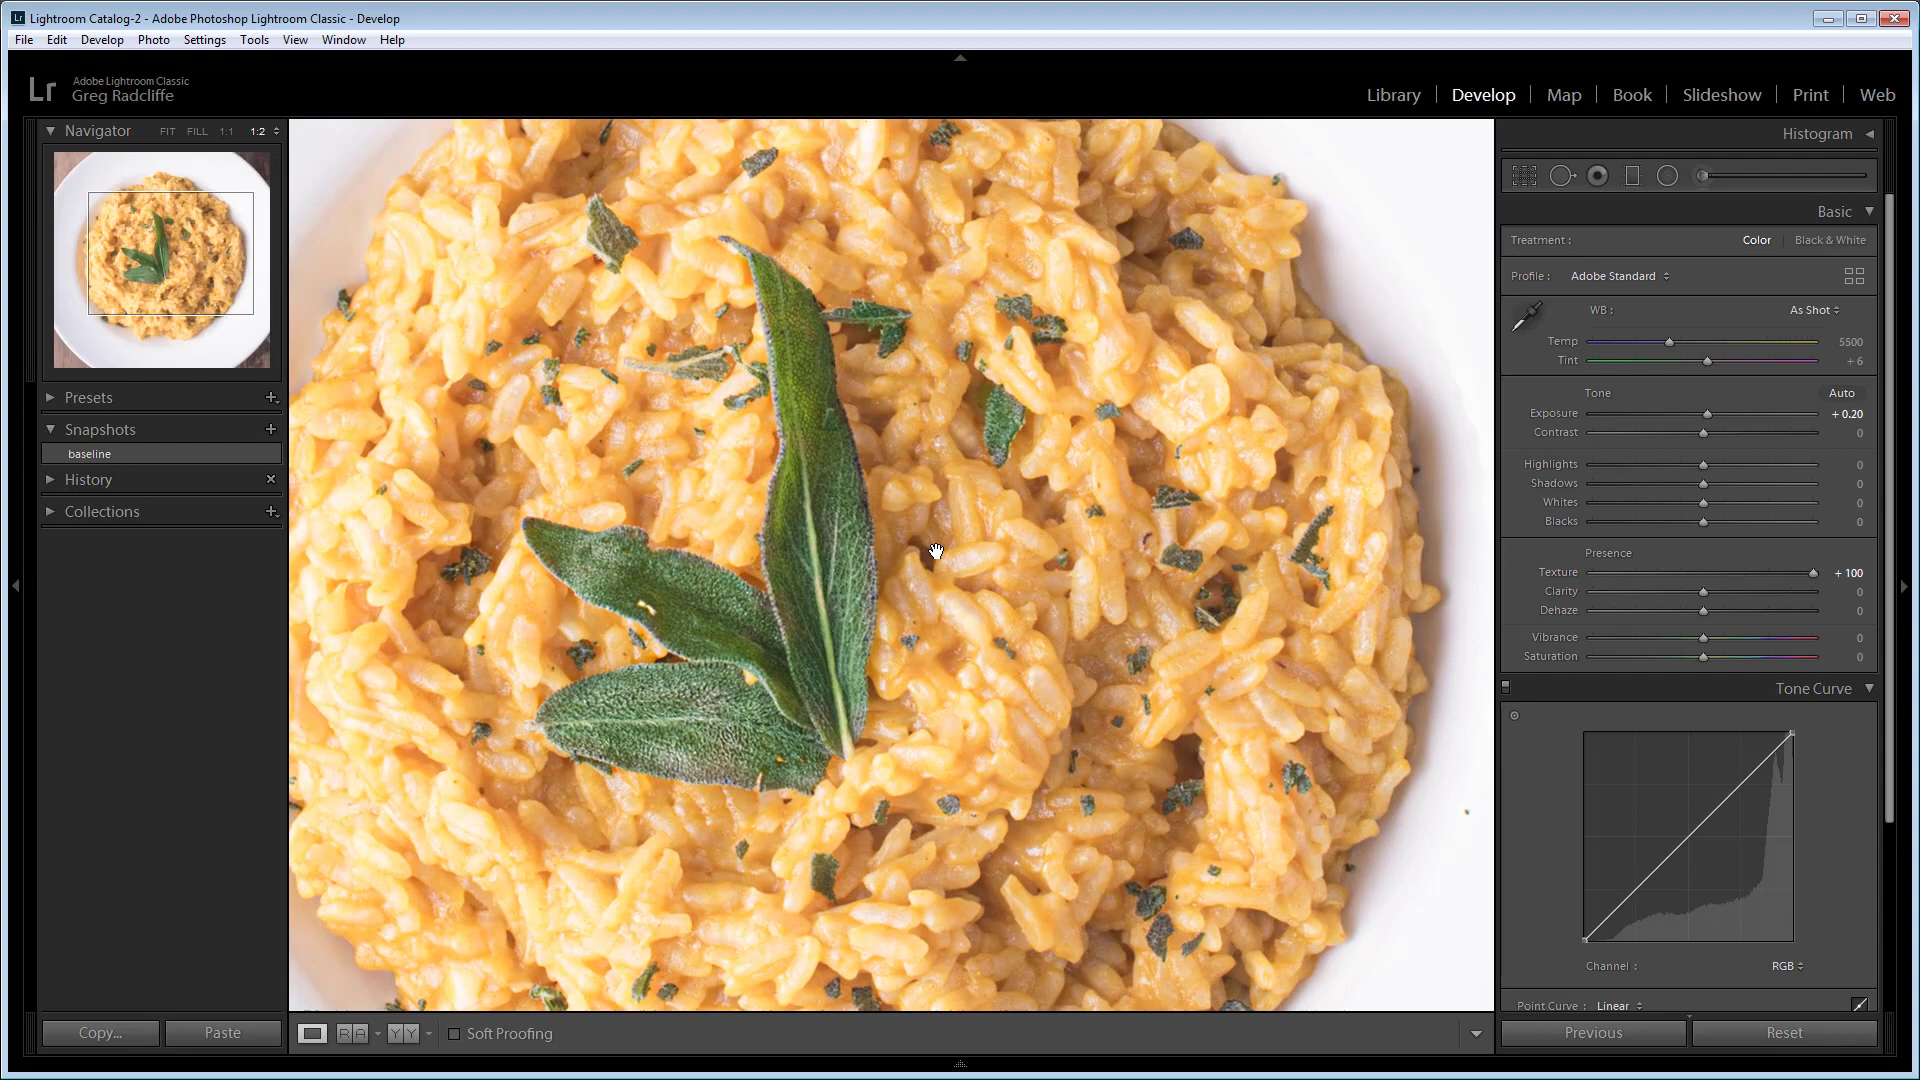 Lr Lightroom Catalog-2 - Adobe Photoshop Lightroom Classic - Develop
File Edit Develop Photo Settings Tools View Window Help
Lr Adobe Lightroom Classic
Greg Radcliffe
Library Develop Map Book Slideshow Print Web
Navigator FIT FILL 1:1 1:2
Presets
Snapshots
baseline
History
Collections
Copy... Paste
R A Y Y Soft Proofing
Histogram
Basic
Treatment : Color Black & White
Profile : Adobe Standard
WB : As Shot
Temp 5500
Tint + 6
Tone Auto
Exposure + 0.20
Contrast 0
Highlights 0
Shadows 0
Whites 0
Blacks 0
Presence
Texture + 100
Clarity 0
Dehaze 0
Vibrance 0
Saturation 0
Tone Curve
Channel : RGB
Point Curve : Linear
Previous Reset